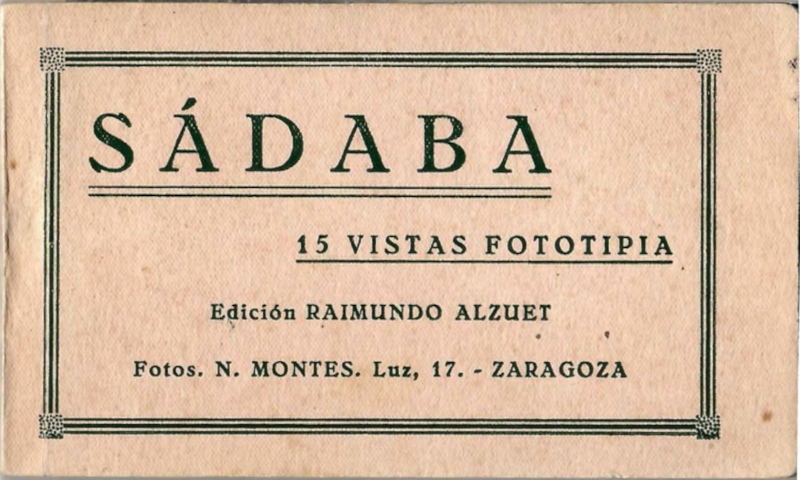 SÁDABA
15 VISTAS FOTOTIPIA
Edición RAIMUNDO ALZUET
Fotos. N. MONTES. Luz, 17. - ZARAGOZA